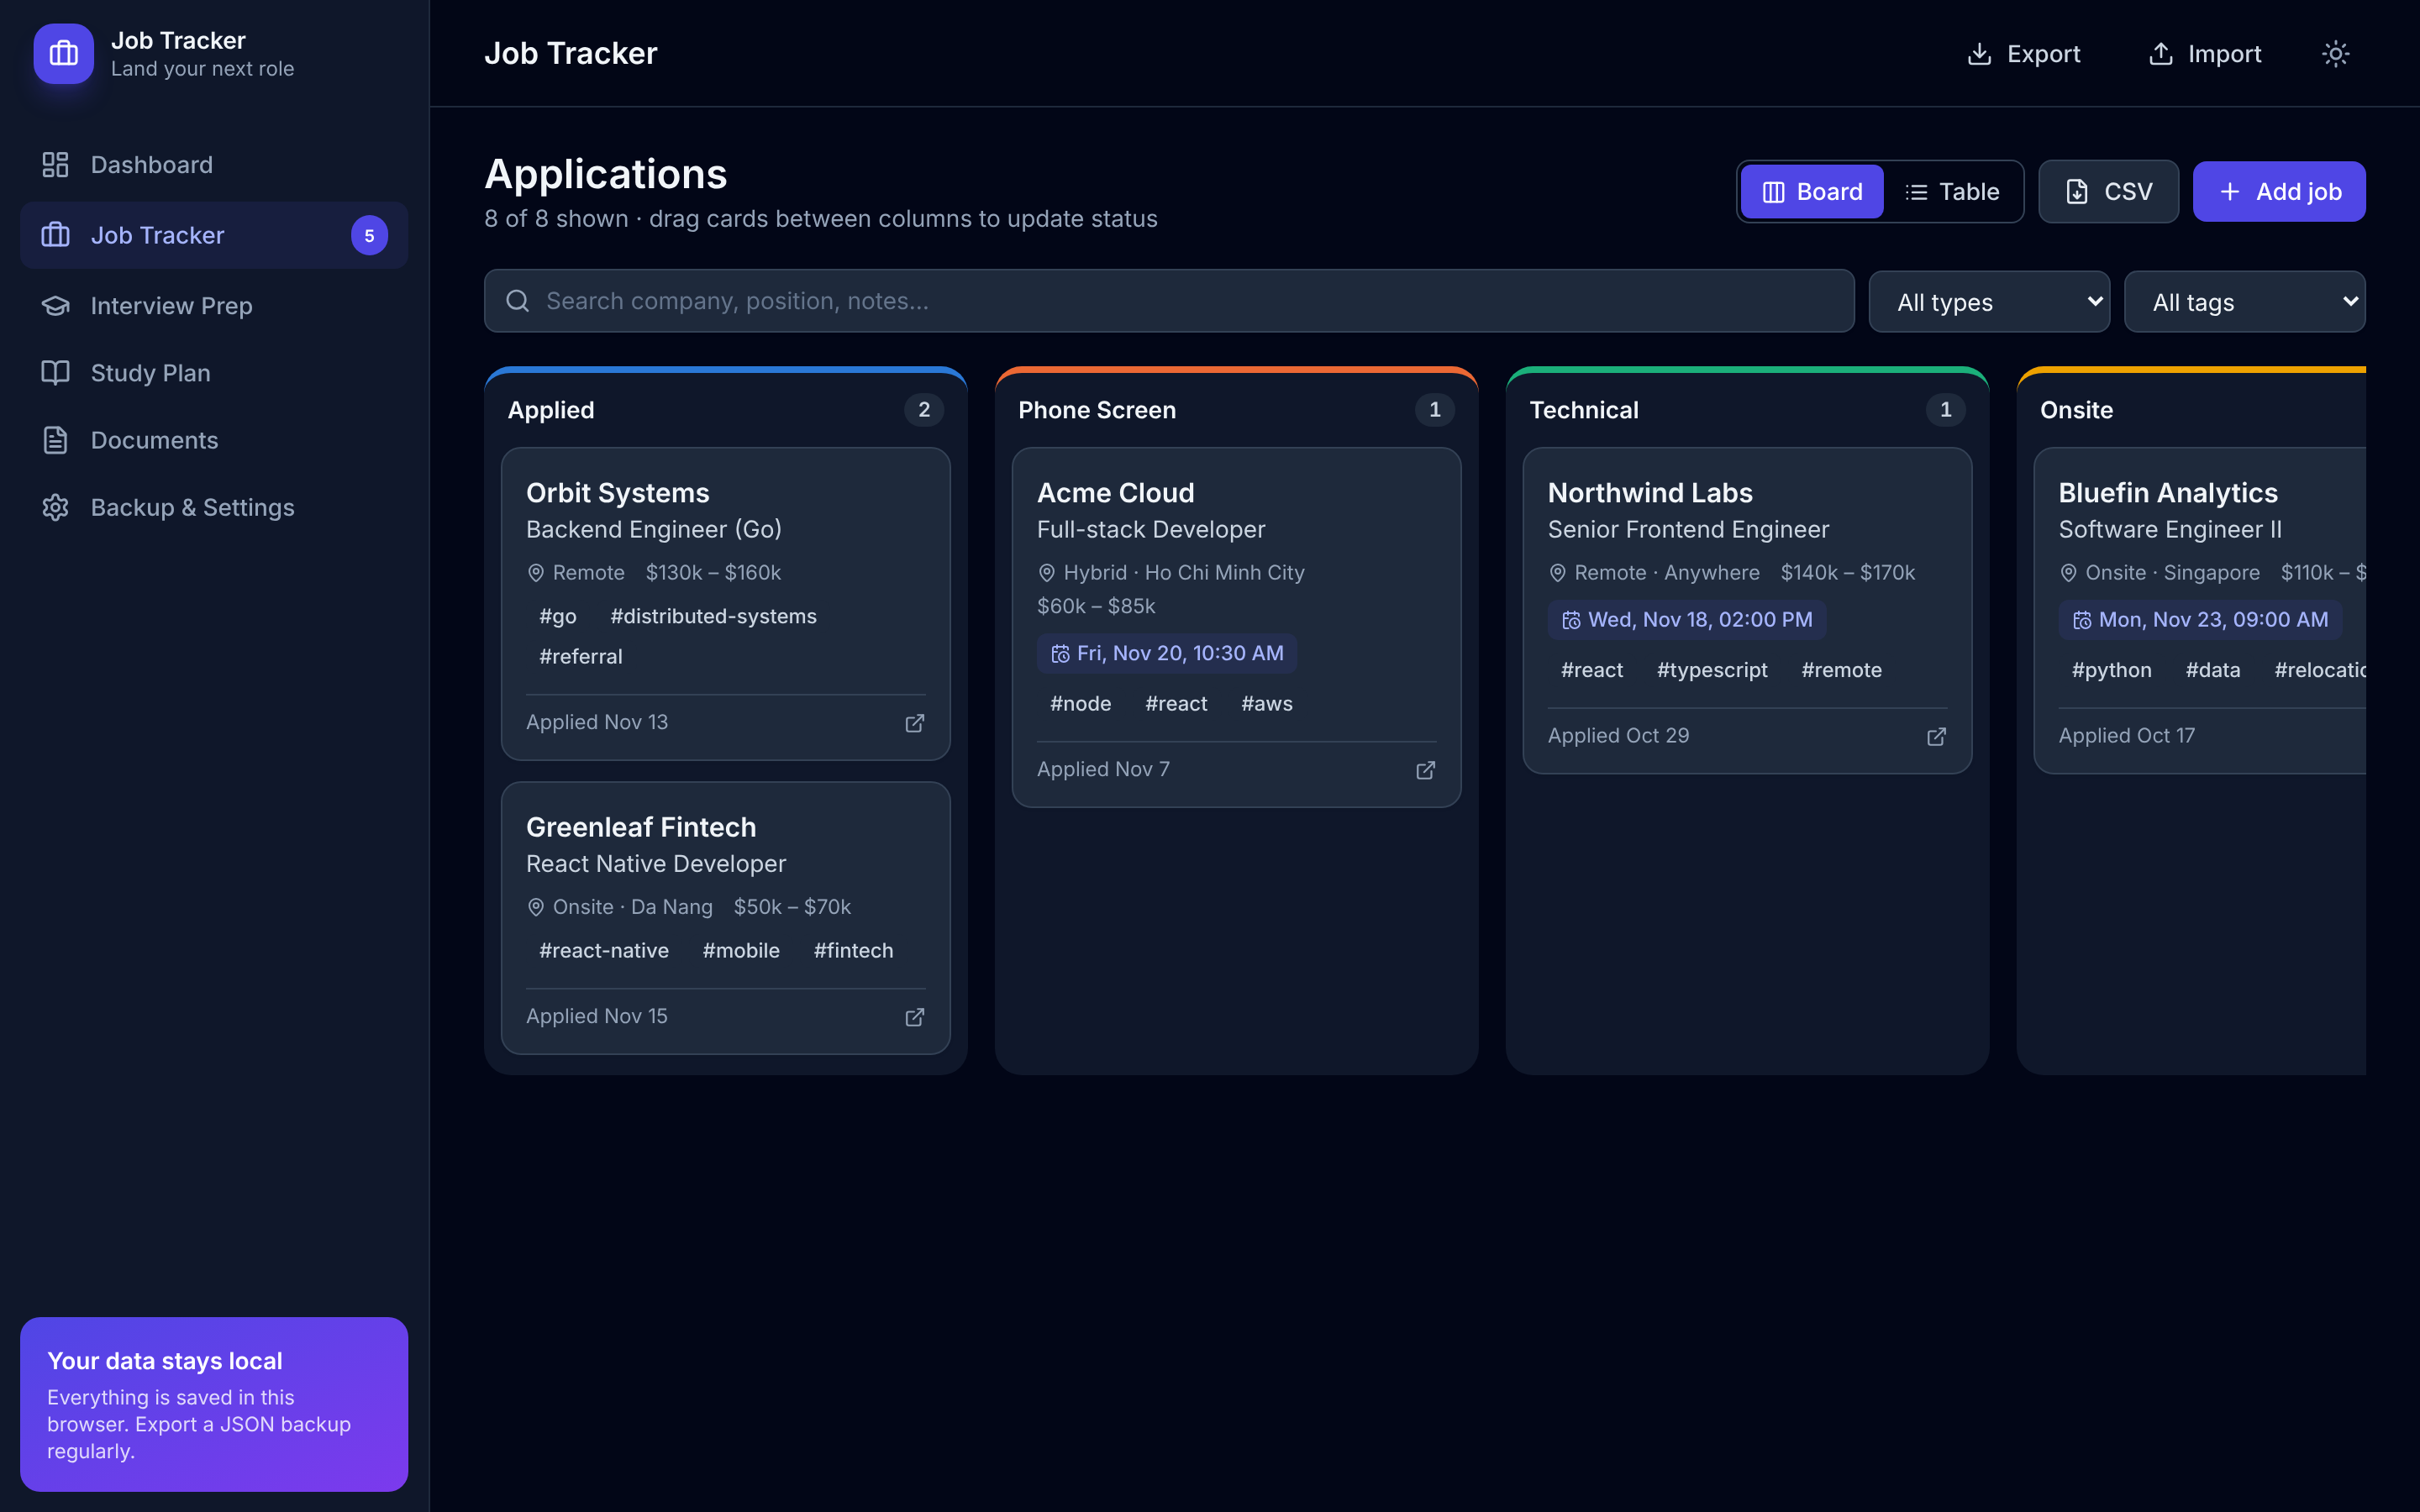 Job Tracker
Land your next role
Dashboard
Job Tracker
5
Interview Prep
Study Plan
Documents
Backup & Settings
Your data stays local
Everything is saved in this
browser. Export a JSON backup
regularly.
Job Tracker
Export
Import
Applications
8 of 8 shown · drag cards between columns to update status
Board
Table
CSV
Add job
Search company, position, notes...
All types
All tags
Applied
2
Orbit Systems
Backend Engineer (Go)
Remote $130k – $160k
#go #distributed-systems
#referral
Applied Nov 13
Greenleaf Fintech
React Native Developer
Onsite · Da Nang $50k – $70k
#react-native #mobile #fintech
Applied Nov 15
Phone Screen
1
Acme Cloud
Full-stack Developer
Hybrid · Ho Chi Minh City
$60k – $85k
Fri, Nov 20, 10:30 AM
#node #react #aws
Applied Nov 7
Technical
1
Northwind Labs
Senior Frontend Engineer
Remote · Anywhere $140k – $170k
Wed, Nov 18, 02:00 PM
#react #typescript #remote
Applied Oct 29
Onsite
Bluefin Analytics
Software Engineer II
Onsite · Singapore $110k – $
Mon, Nov 23, 09:00 AM
#python #data
Applied Oct 17